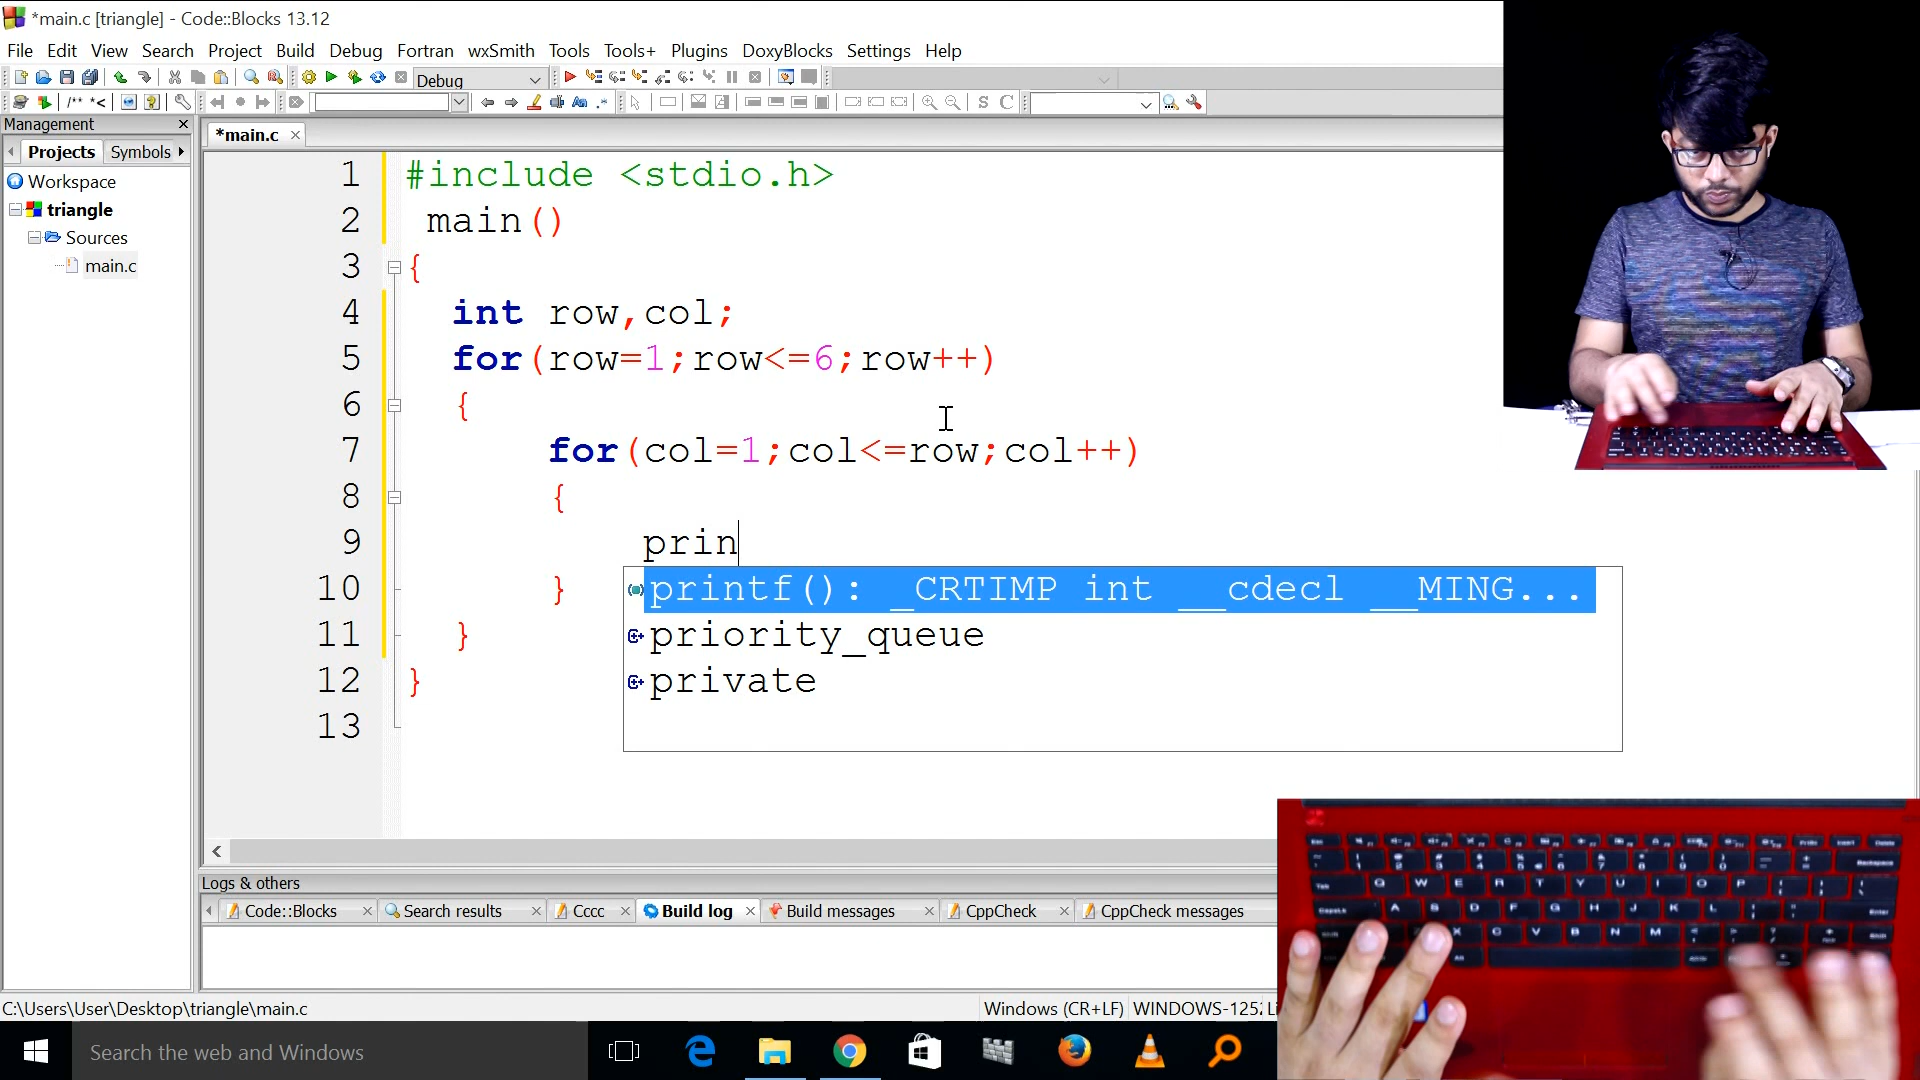 *main.c [triangle] - Code::Blocks 13.12
File Edit View Search Project Build Debug Fortran wxSmith Tools Tools+ Plugins DoxyBlocks Settings Help
Debug
/** *<
Management
*main.c
Projects Symbols
Workspace
triangle
Sources
main.c
1 #include <stdio.h>
2 main()
3 {
4 int row,col;
5 for(row=1;row<=6;row++)
6 {
7 for(col=1;col<=row;col++)
8 {
9 prin
10 }
11 }
12 }
13
printf(): _CRTIMP int __cdecl __MING...
priority_queue
private
Logs & others
Code::Blocks Search results Cccc Build log Build messages CppCheck CppCheck messages
C:\Users\User\Desktop\triangle\main.c Windows (CR+LF) WINDOWS-1252
Search the web and Windows
Q W E R T Y U I O P
A S D F G H J K L
X C V B N M